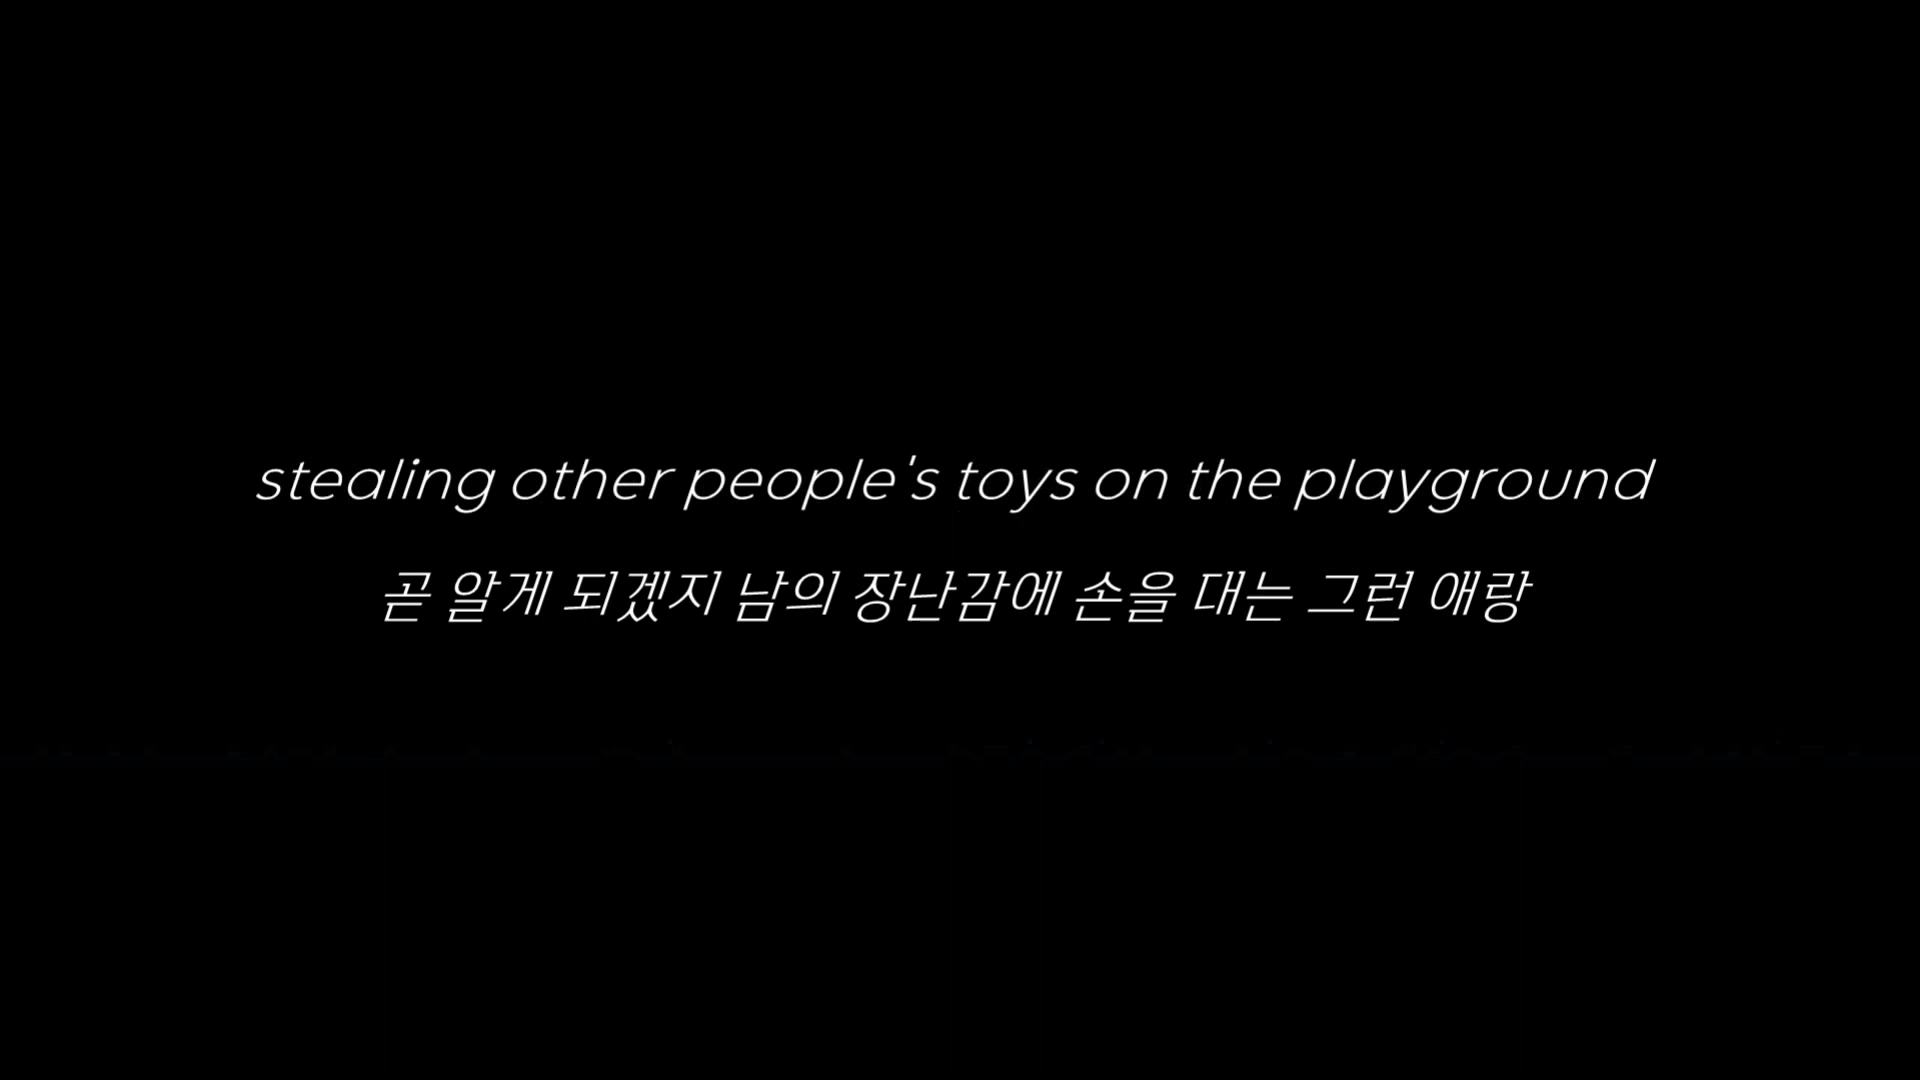 stealing other people's toys on the playground
곧 알게 되겠지 남의 장난감에 손을 대는 그런 애랑